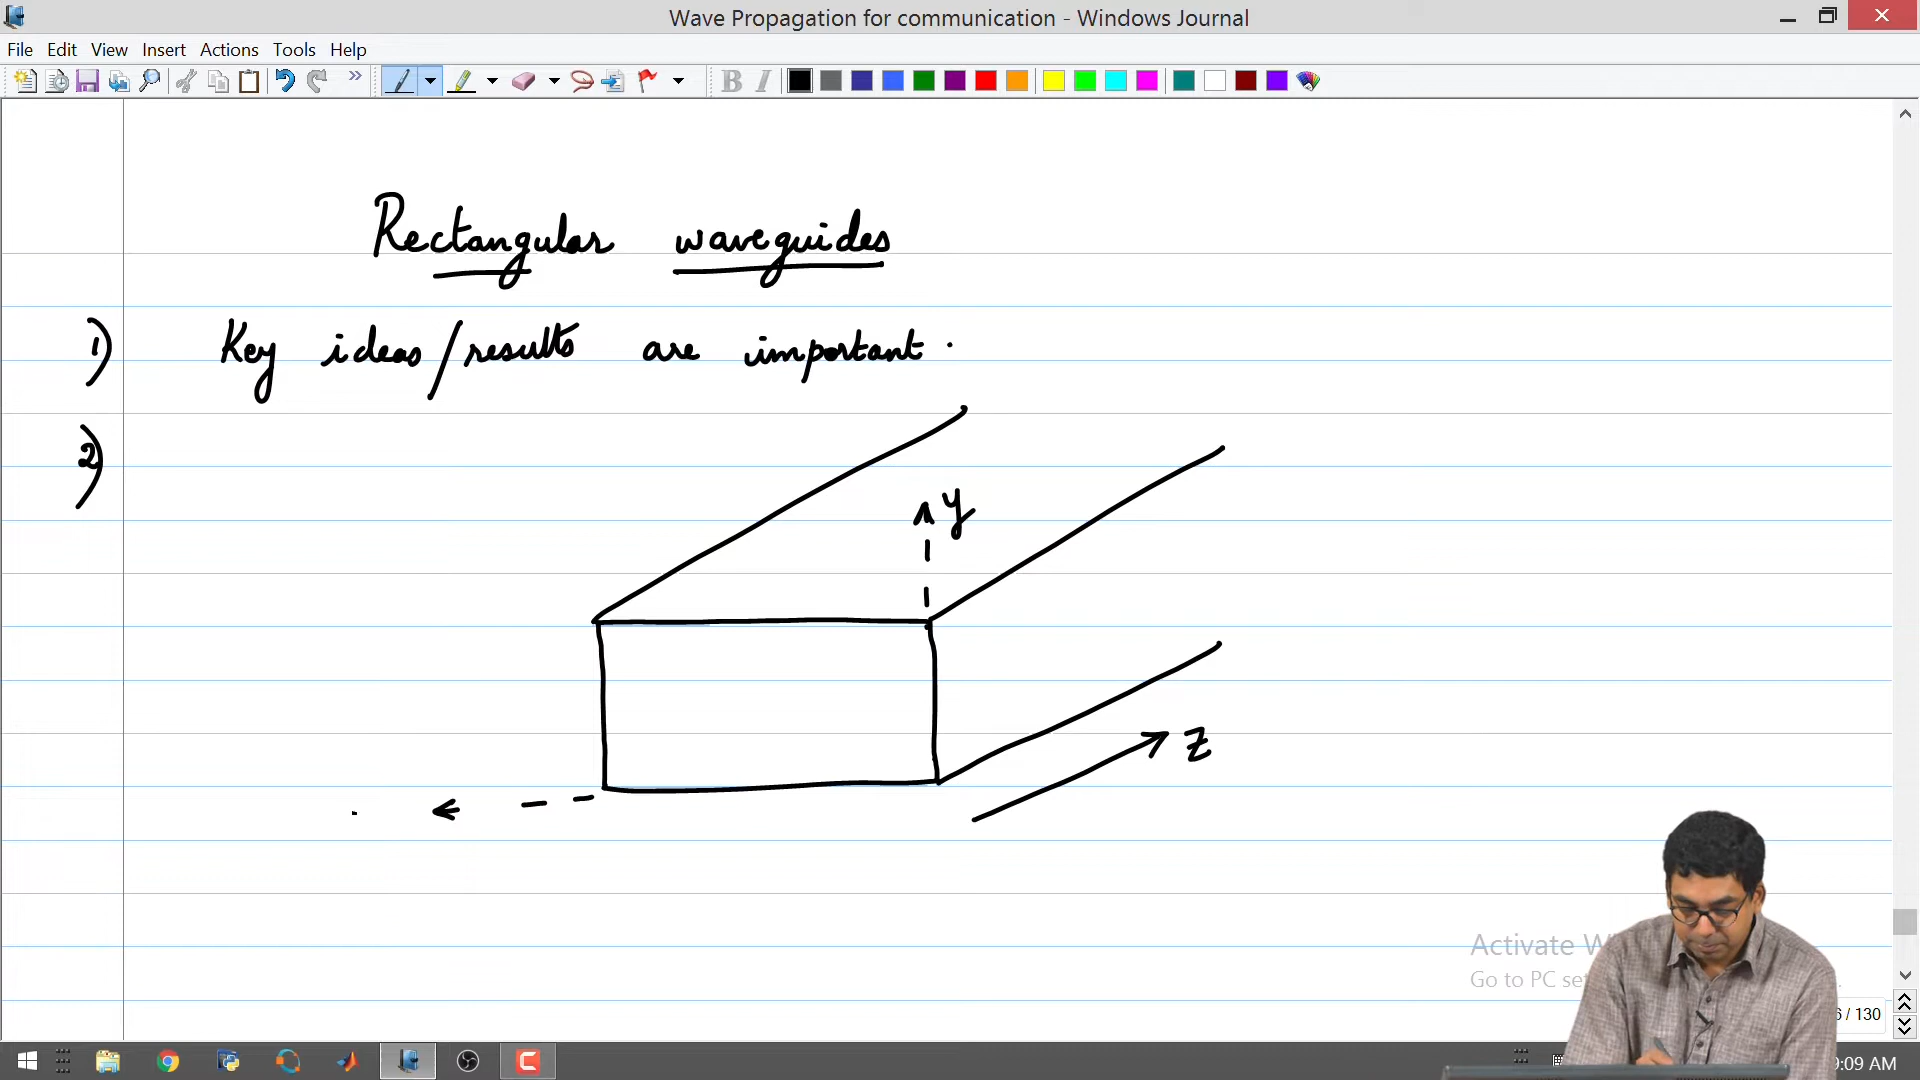 Wave Propagation for communication - Windows Journal
File Edit View Insert Actions Tools Help
B I
Rectangular waveguides
1) Key ideas/results are important.
2)
y
z
Activate
Go to PC
/ 130
:09 AM